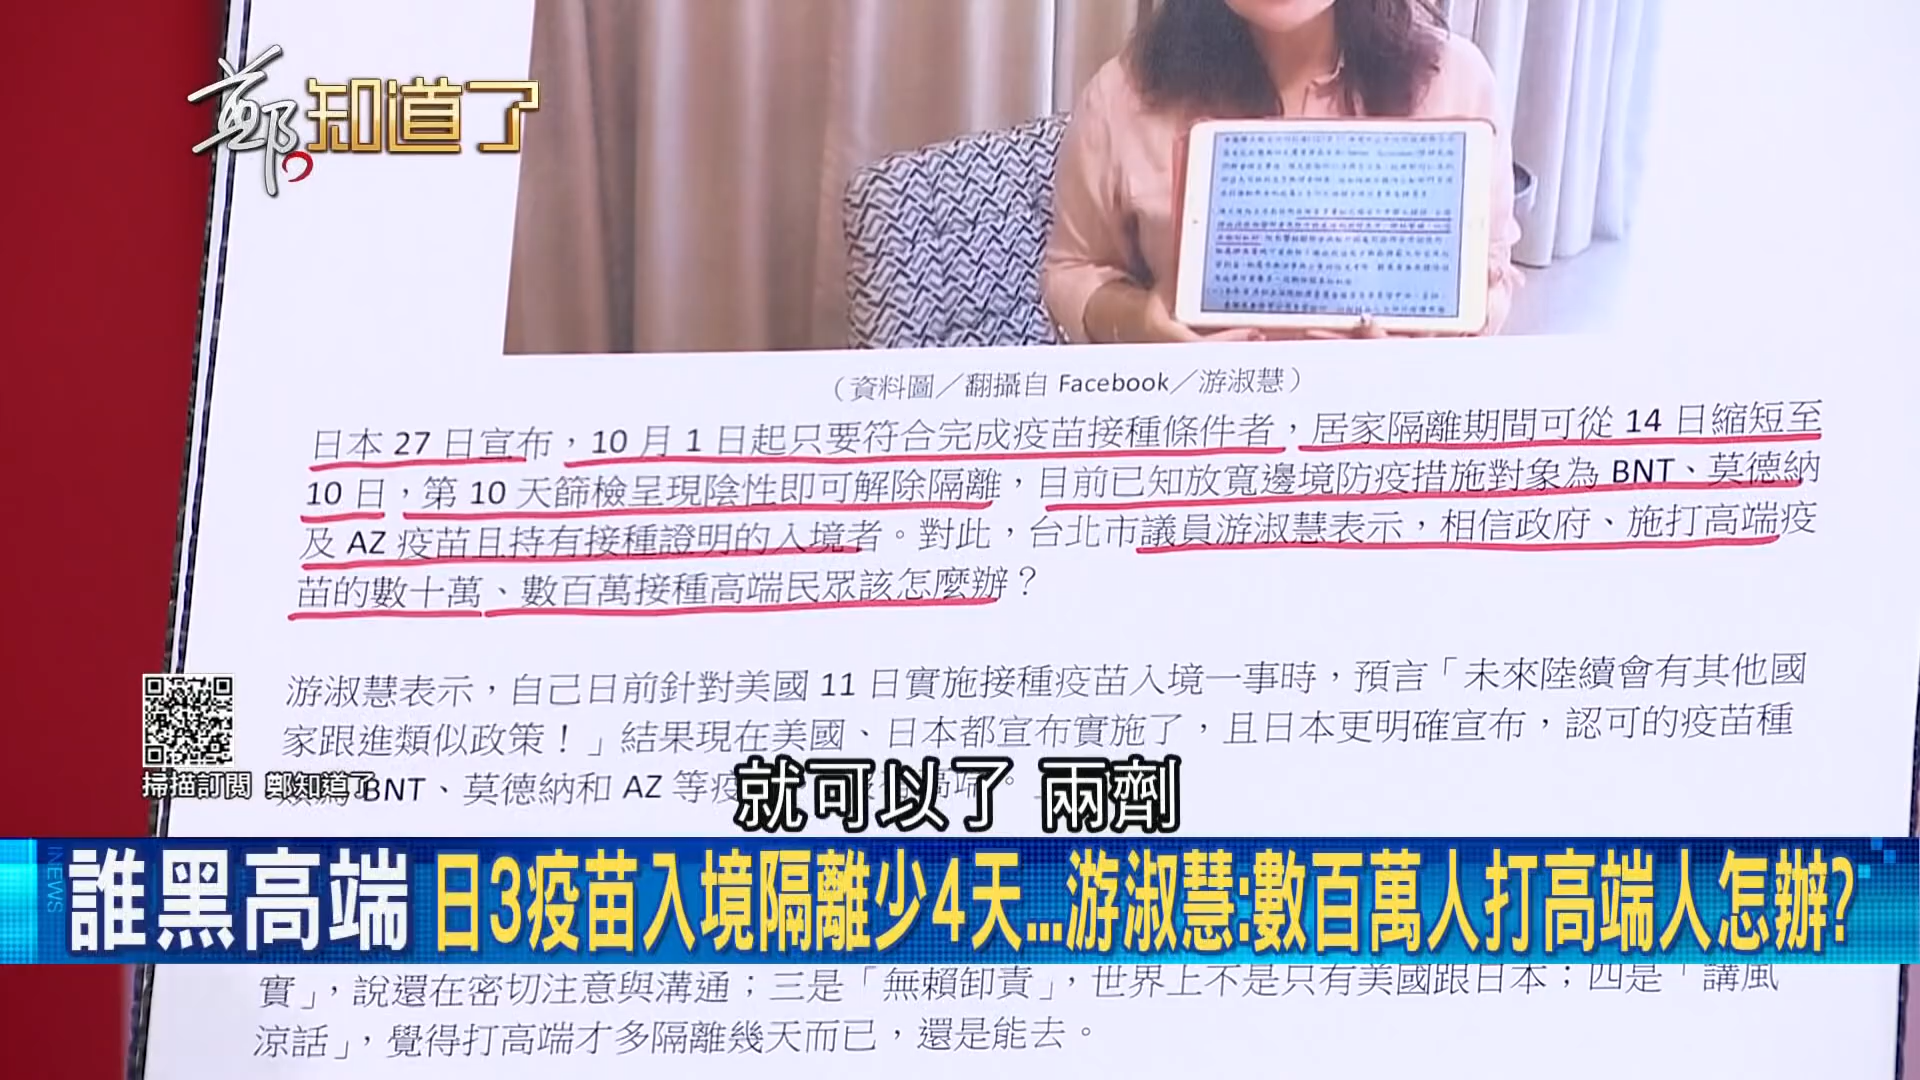 鄭知道了
（資料圖／翻攝自 Facebook／游淑慧）
日本 27 日宣布，10 月 1 日起只要符合完成疫苗接種條件者，居家隔離期間可從 14 日縮短至
10 日，第 10 天篩檢呈現陰性即可解除隔離，目前已知放寬邊境防疫措施對象為 BNT、莫德納
及 AZ 疫苗且持有接種證明的入境者。對此，台北市議員游淑慧表示，相信政府、施打高端疫
苗的數十萬、數百萬接種高端民眾該怎麼辦？
游淑慧表示，自己日前針對美國 11 日實施接種疫苗入境一事時，預言「未來陸續會有其他國
家跟進類似政策！」結果現在美國、日本都宣布實施了，且日本更明確宣布，認可的疫苗種
BNT、莫德納和 AZ 等
掃描訂閱 鄭知道了
就可以了 兩劑
NEWS
誰黑高端 日3疫苗入境隔離少4天...游淑慧:數百萬人打高端人怎辦?
實」，說還在密切注意與溝通；三是「無賴卸責」，世界上不是只有美國跟日本；四是「講風
涼話」，覺得打高端才多隔離幾天而已，還是能去。